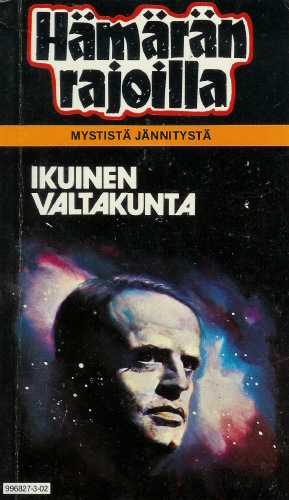 Hämärän
rajoilla
MYSTISTÄ JÄNNITYSTÄ
IKUINEN
VALTAKUNTA
996827-3-02